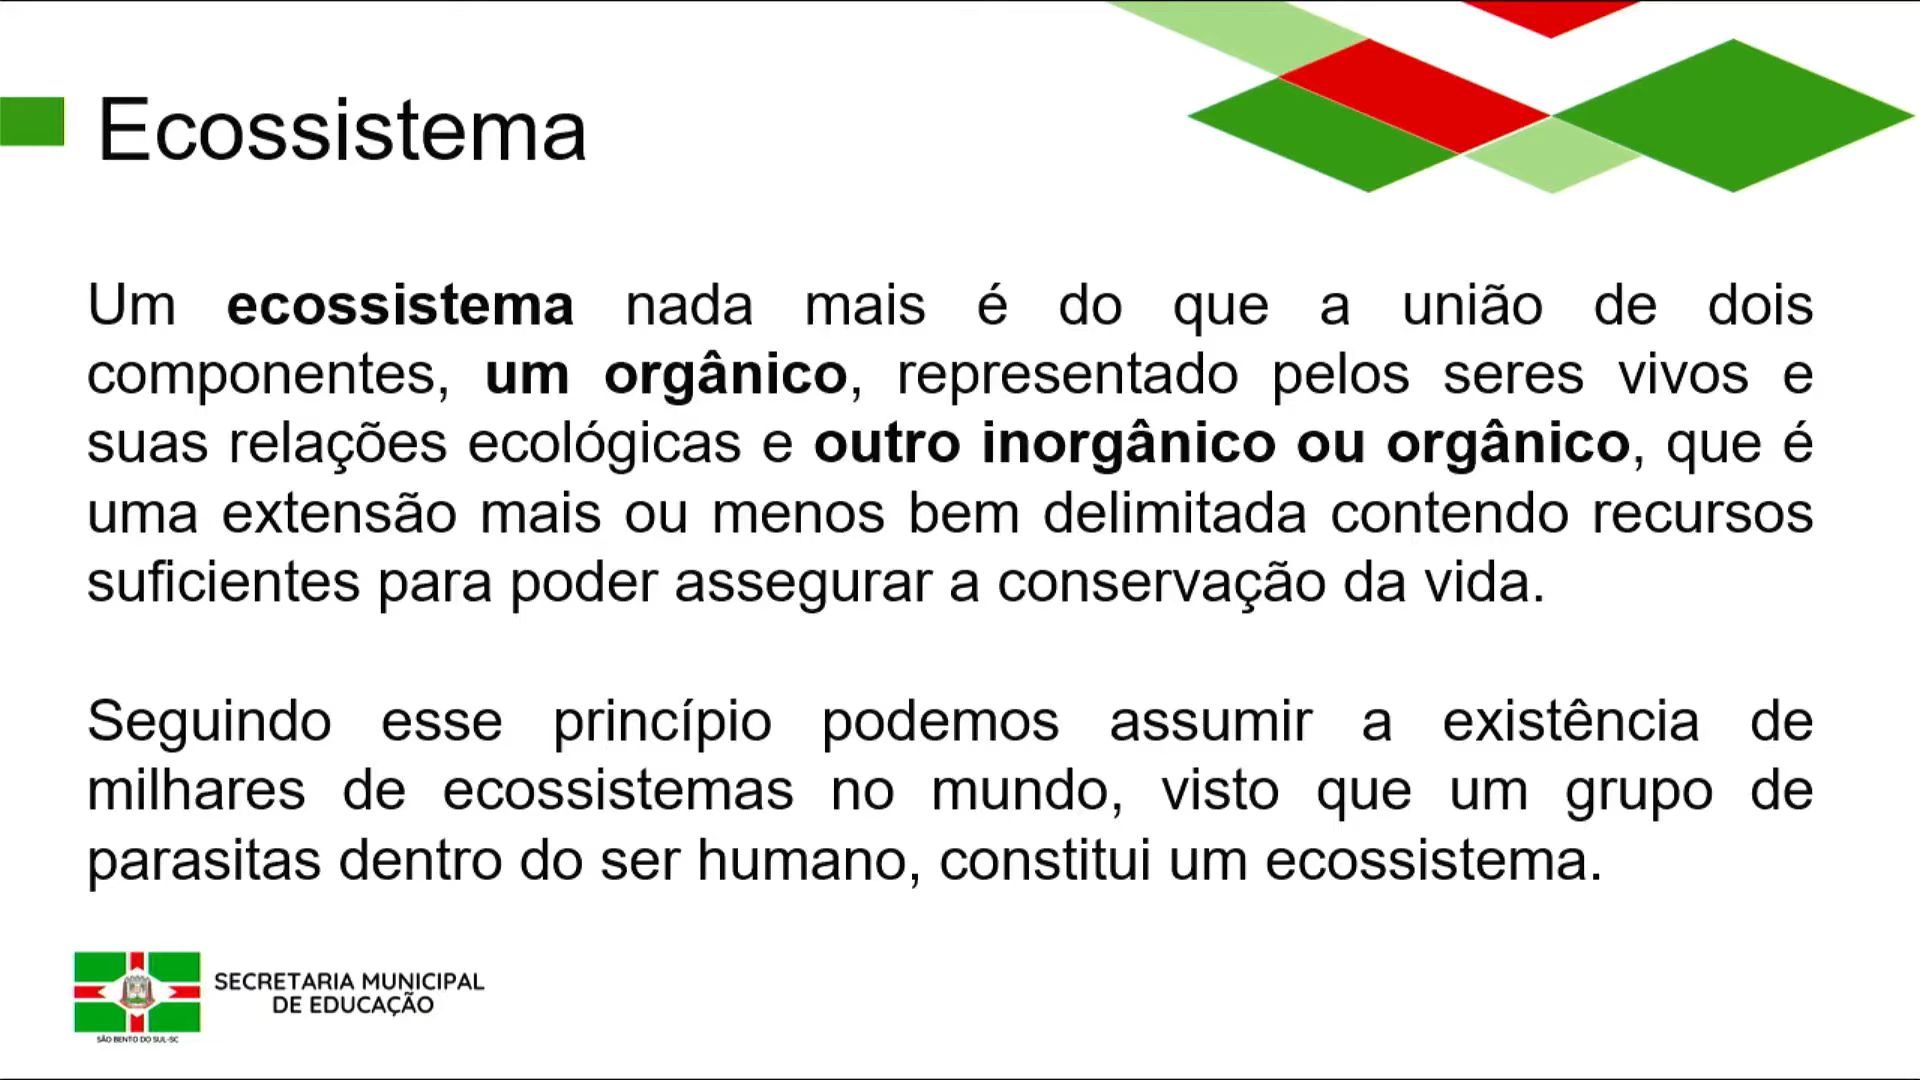 Ecossistema
Um ecossistema nada mais é do que a união de dois
componentes, um orgânico, representado pelos seres vivos e
suas relações ecológicas e outro inorgânico ou orgânico, que é
uma extensão mais ou menos bem delimitada contendo recursos
suficientes para poder assegurar a conservação da vida.
Seguindo esse princípio podemos assumir a existência de
milhares de ecossistemas no mundo, visto que um grupo de
parasitas dentro do ser humano, constitui um ecossistema.
SECRETARIA MUNICIPAL
DE EDUCAÇÃO
SÃO BENTO DO SUL-SC